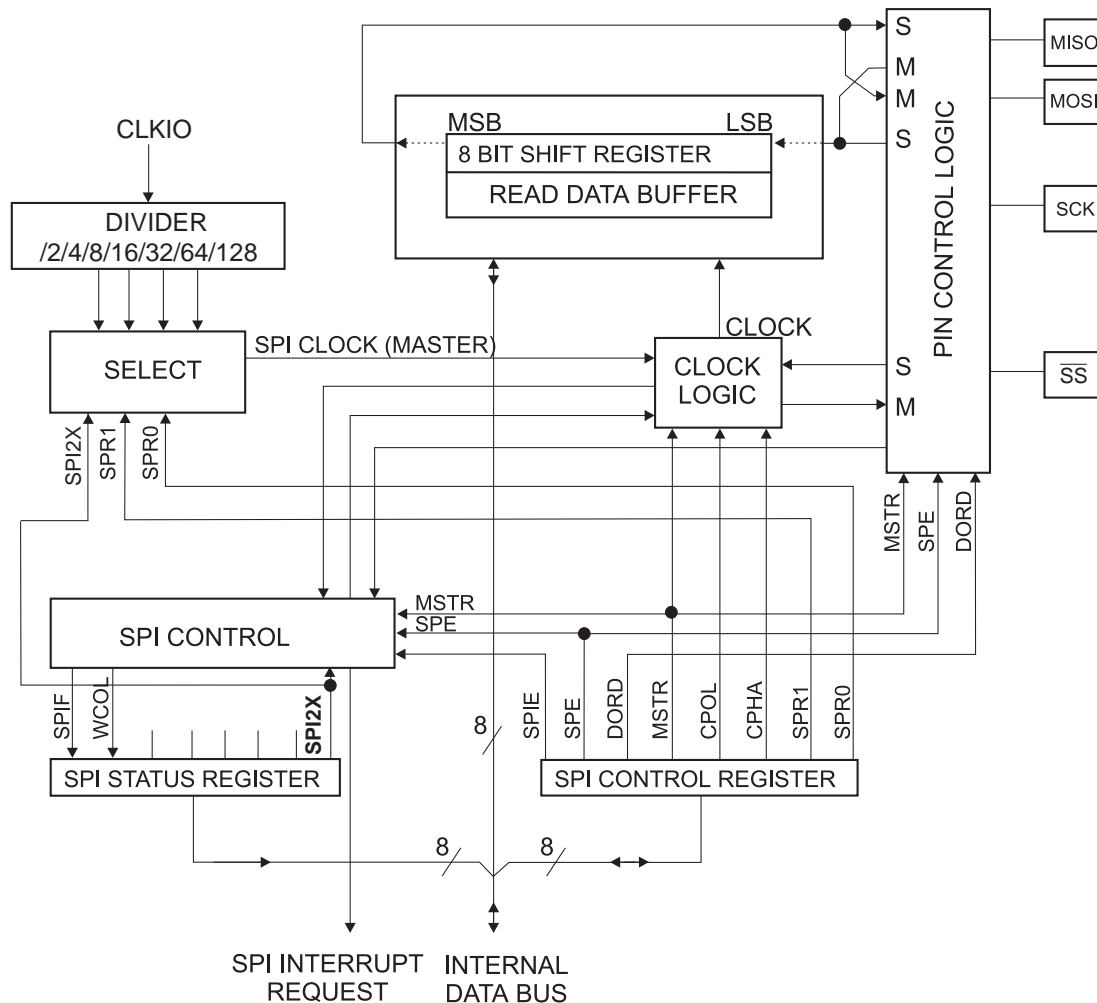 S
MISO
M
M
MOSI
MSB
LSB
S
CLKIO
8 BIT SHIFT REGISTER
READ DATA BUFFER
PIN CONTROL LOGIC
DIVIDER
/2/4/8/16/32/64/128
SCK
SPI CLOCK (MASTER)
CLOCK
SELECT
CLOCK
LOGIC
S
SS
M
SPI2X
SPR1
SPR0
MSTR
SPE
DORD
MSTR
SPE
SPI CONTROL
SPIF
WCOL
SPI2X
8
SPIE
SPE
DORD
MSTR
CPOL
CPHA
SPR1
SPR0
SPI STATUS REGISTER
SPI CONTROL REGISTER
8
8
SPI INTERRUPT
REQUEST
INTERNAL
DATA BUS